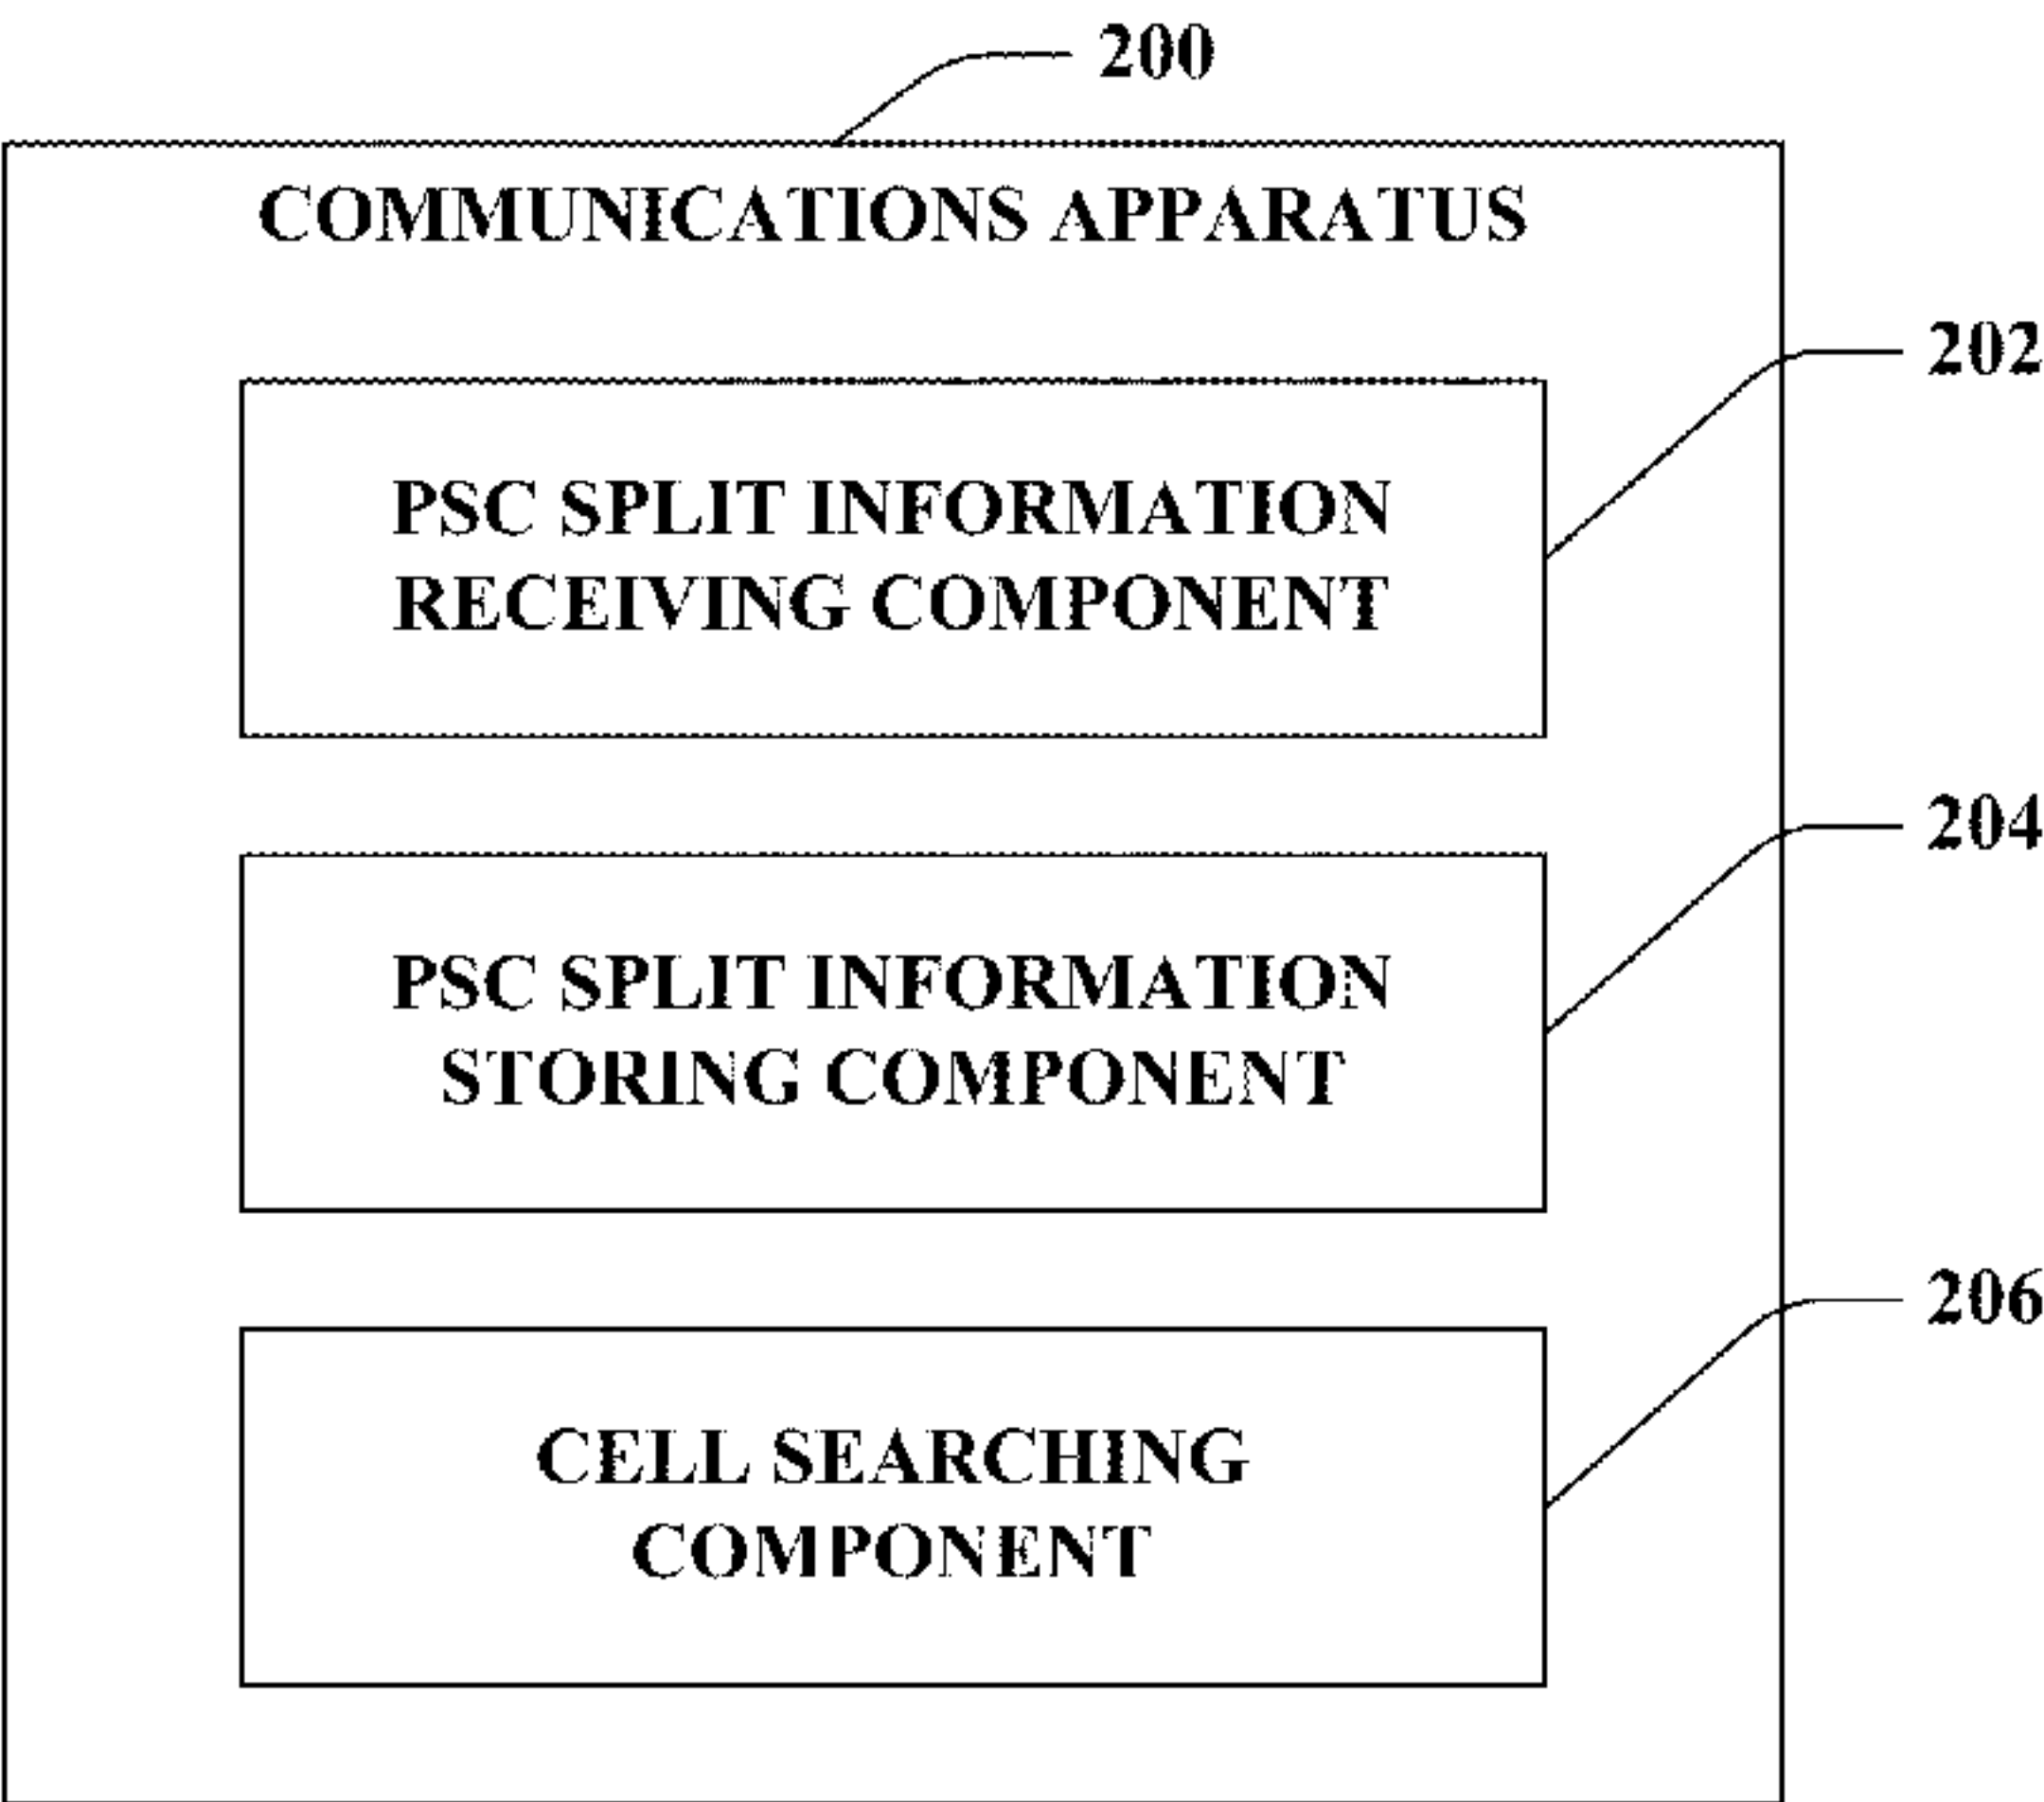 200
COMMUNICATIONS APPARATUS
202
PSC SPLIT INFORMATION
RECEIVING COMPONENT
204
PSC SPLIT INFORMATION
STORING COMPONENT
206
CELL SEARCHING
COMPONENT